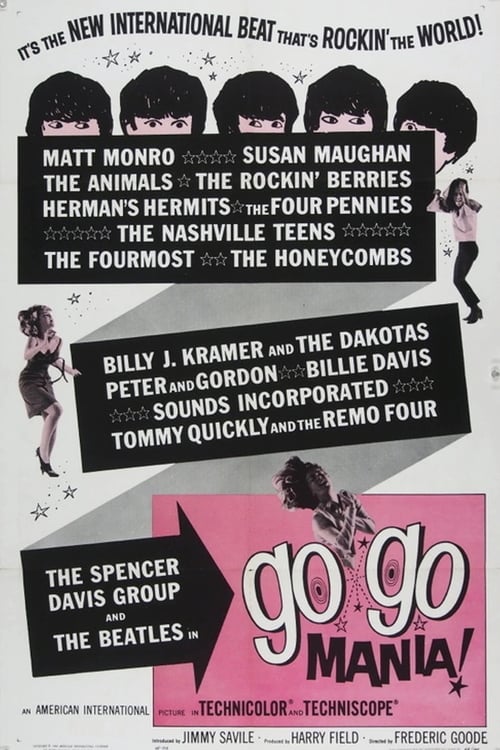 IT'S THE NEW INTERNATIONAL BEAT THAT'S ROCKIN' THE WORLD!
MATT MONRO ☆☆☆☆ SUSAN MAUGHAN
THE ANIMALS ☆ THE ROCKIN' BERRIES
HERMAN'S HERMITS ☆ THE FOUR PENNIES
☆☆☆☆☆ THE NASHVILLE TEENS ☆☆☆☆☆
THE FOURMOST ☆☆ THE HONEYCOMBS
BILLY J. KRAMER AND THE DAKOTAS
PETER AND GORDON ☆☆ BILLIE DAVIS
☆☆☆ SOUNDS INCORPORATED ☆☆☆
TOMMY QUICKLY AND THE REMO FOUR
THE SPENCER
DAVIS GROUP
AND
THE BEATLES IN
go go
MANIA!
AN AMERICAN INTERNATIONAL PICTURE IN TECHNICOLOR® AND TECHNISCOPE®
Introduced by JIMMY SAVILE · Produced by HARRY FIELD · Directed by FREDERIC GOODE